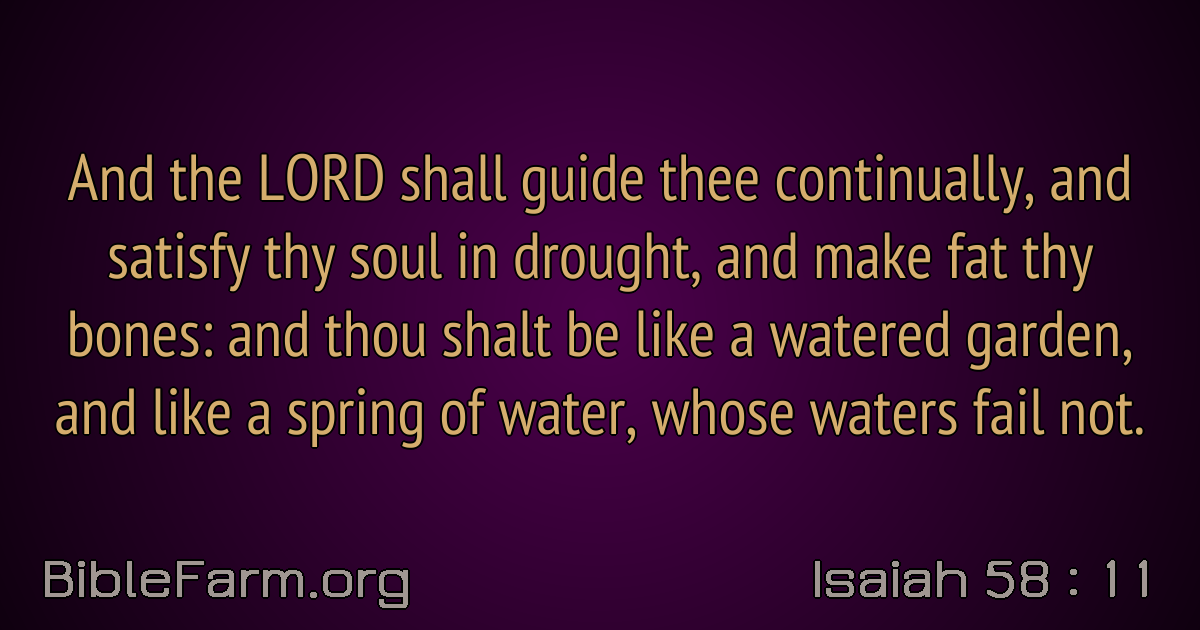 And the LORD shall guide thee continually, and
satisfy thy soul in drought, and make fat thy
bones: and thou shalt be like a watered garden,
and like a spring of water, whose waters fail not.
BibleFarm.org
Isaiah 58 : 11